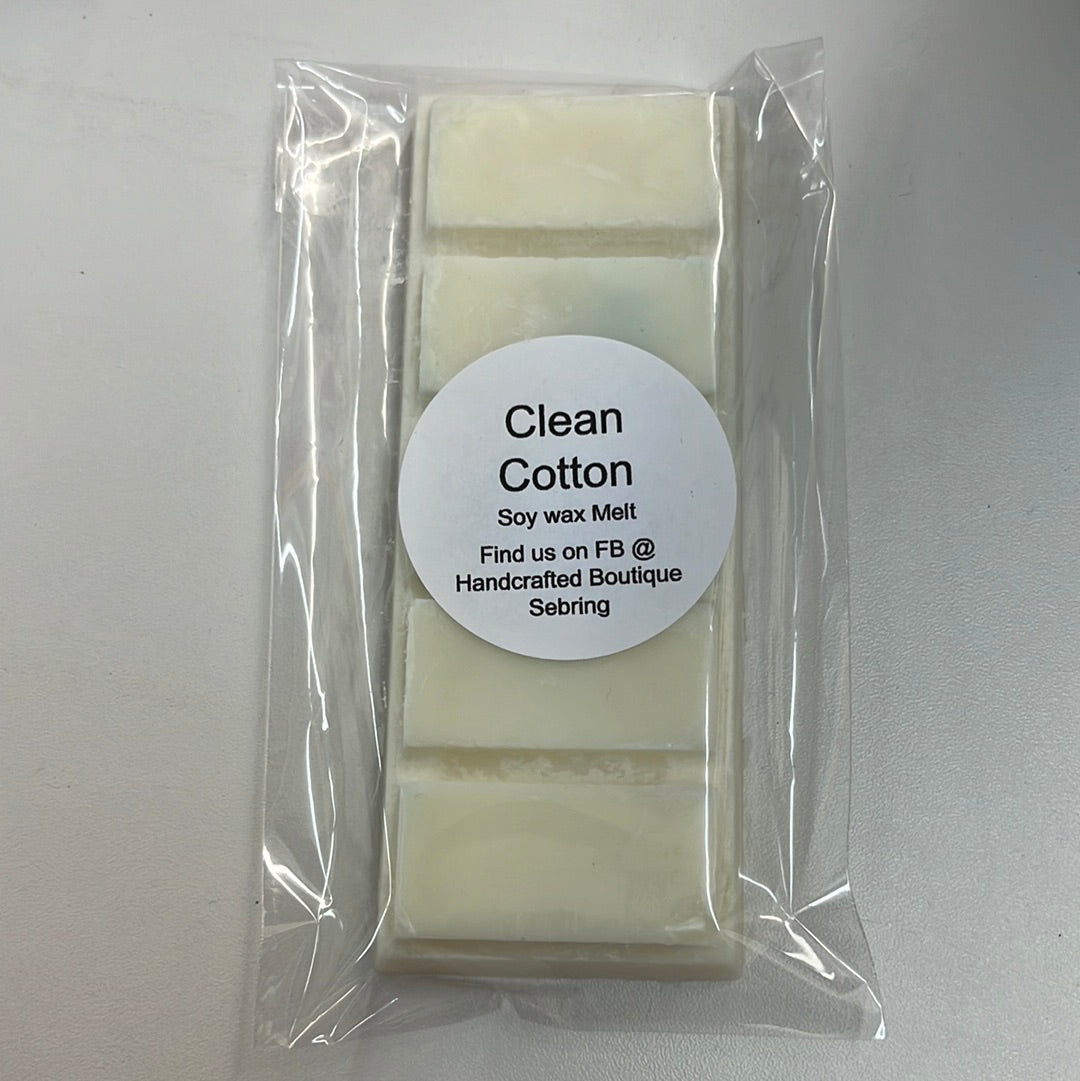 Clean
Cotton
Soy wax Melt
Find us on FB @
Handcrafted Boutique
Sebring